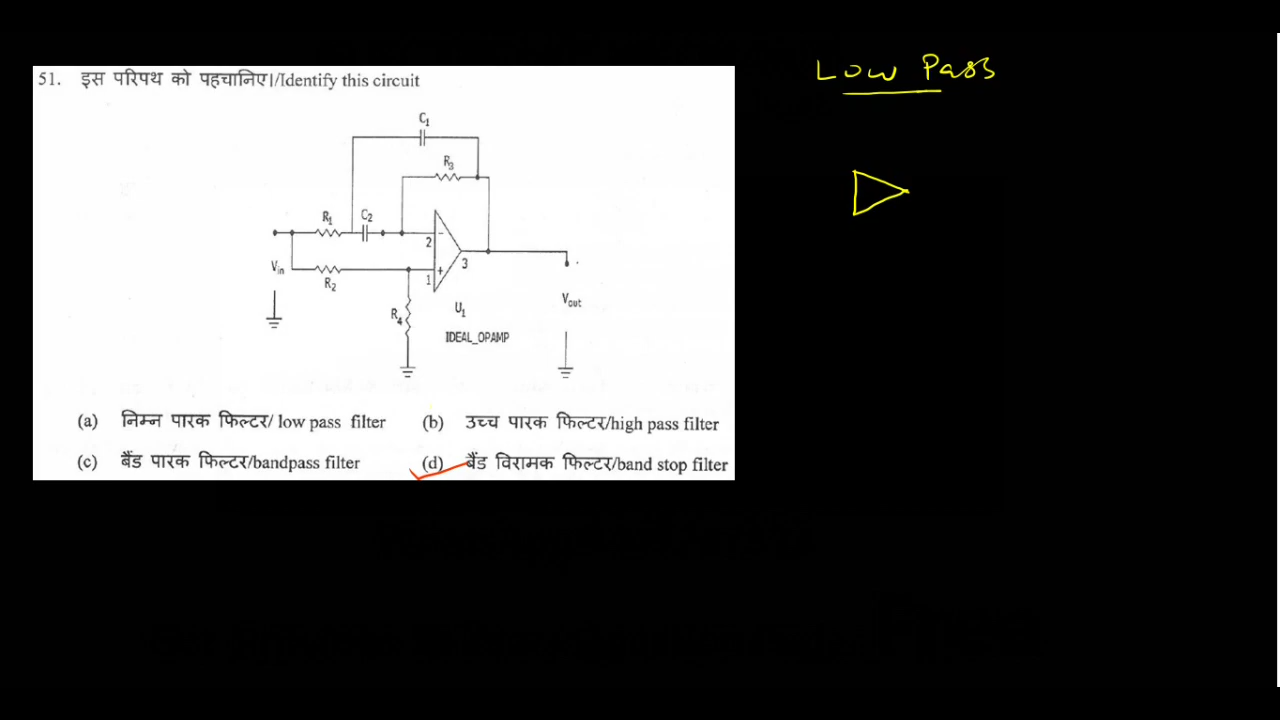 Low Pass
51. इस परिपथ को पहचानिए।/Identify this circuit
C1
R3
R1 C2
2
Vin
3
1
R2
R4
U1
Vout
IDEAL_OPAMP
(a) निम्न पारक फिल्टर/ low pass filter (b) उच्च पारक फिल्टर/high pass filter
(c) बैंड पारक फिल्टर/bandpass filter (d) बैंड विरामक फिल्टर/band stop filter